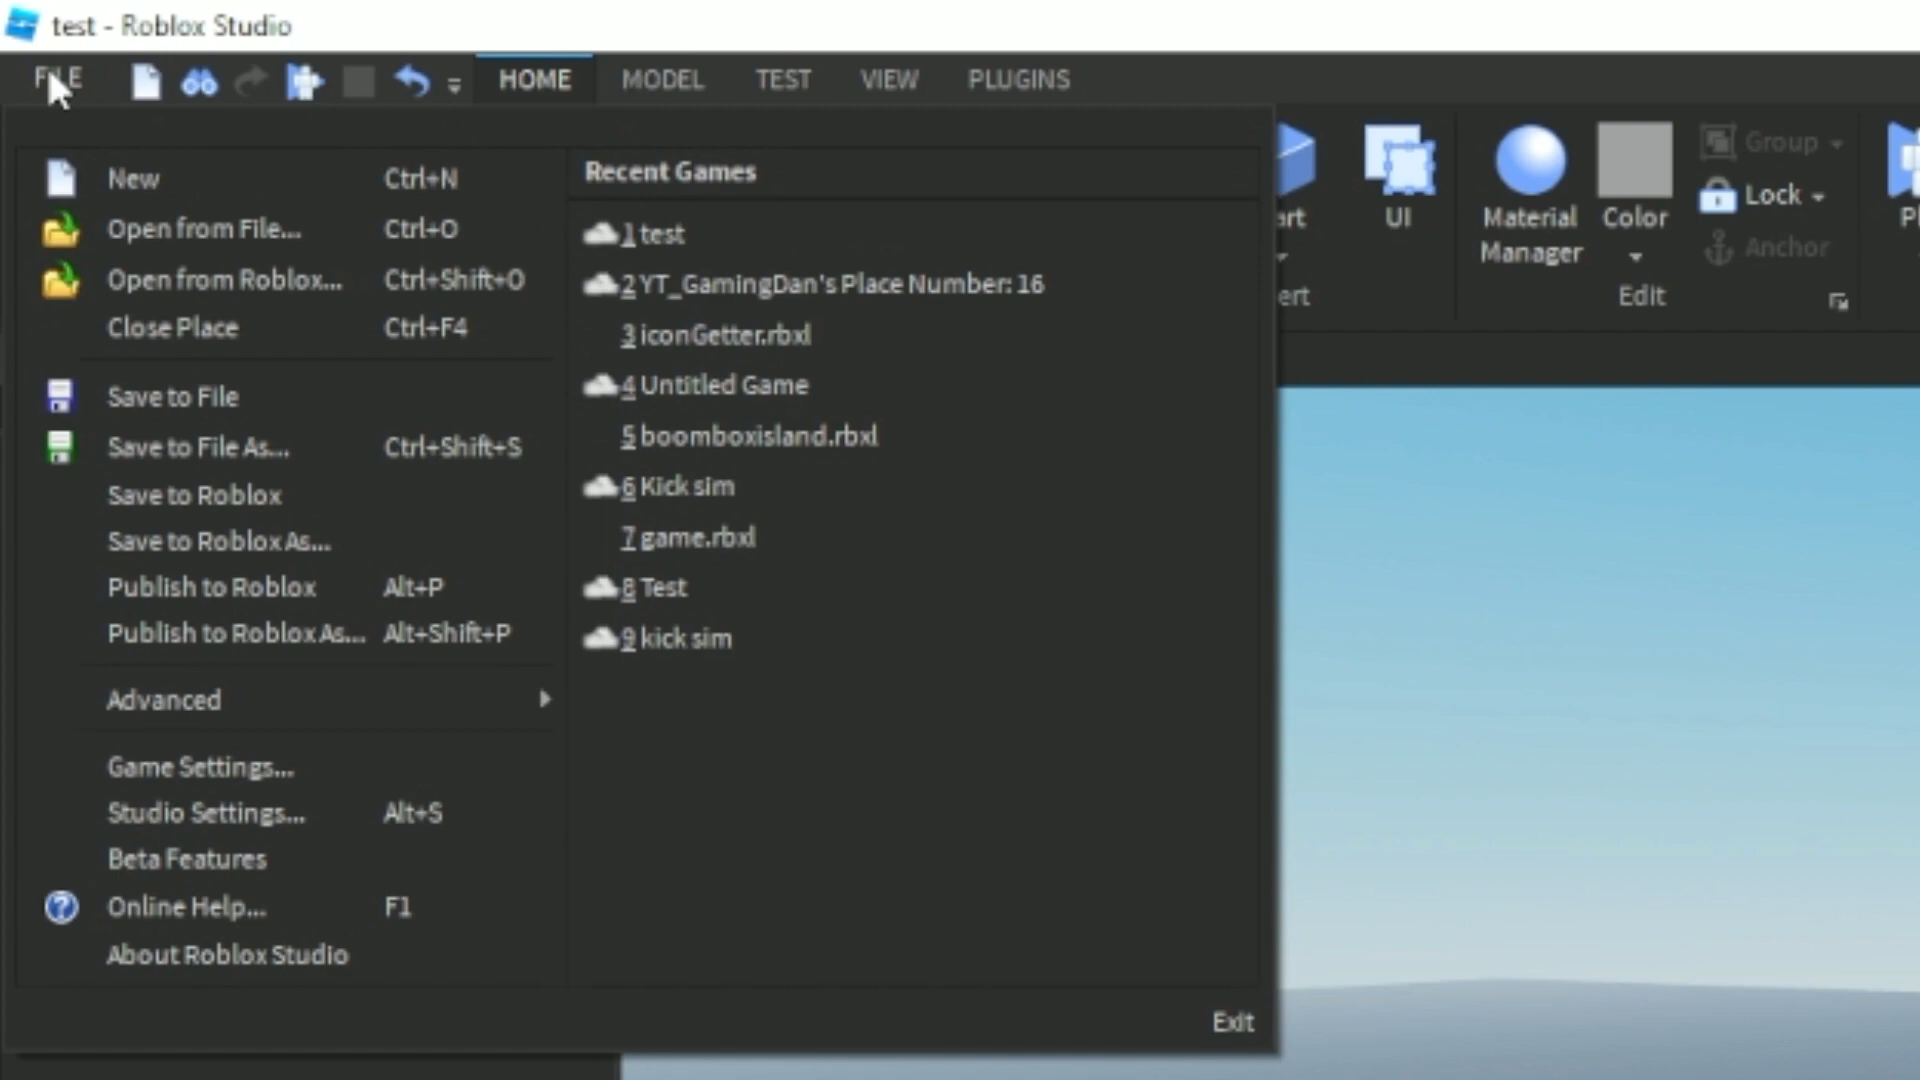 test - Roblox Studio
FILE HOME MODEL TEST VIEW PLUGINS
New Ctrl+N
Open from File... Ctrl+O
Open from Roblox... Ctrl+Shift+O
Close Place Ctrl+F4
Save to File
Save to File As... Ctrl+Shift+S
Save to Roblox
Save to Roblox As...
Publish to Roblox Alt+P
Publish to Roblox As... Alt+Shift+P
Advanced
Game Settings...
Studio Settings... Alt+S
Beta Features
Online Help... F1
About Roblox Studio
Recent Games
1 test
2 YT_GamingDan's Place Number: 16
3 iconGetter.rbxl
4 Untitled Game
5 boomboxisland.rbxl
6 Kick sim
7 game.rbxl
8 Test
9 kick sim
Exit
art
ert
UI
Material
Manager
Color
Group
Lock
Anchor
Edit